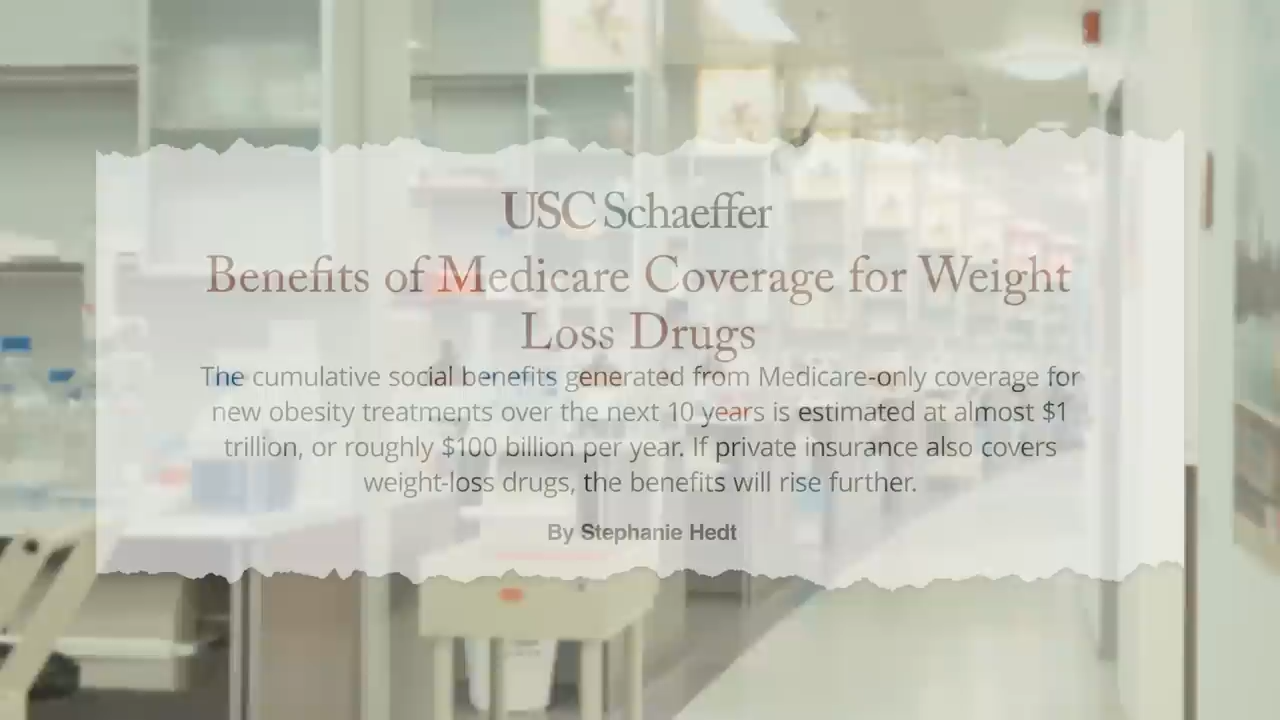 USC Schaeffer
Benefits of Medicare Coverage for Weight
Loss Drugs
The cumulative social benefits generated from Medicare-only coverage for
new obesity treatments over the next 10 years is estimated at almost $1
trillion, or roughly $100 billion per year. If private insurance also covers
weight-loss drugs, the benefits will rise further.
By Stephanie Hedt